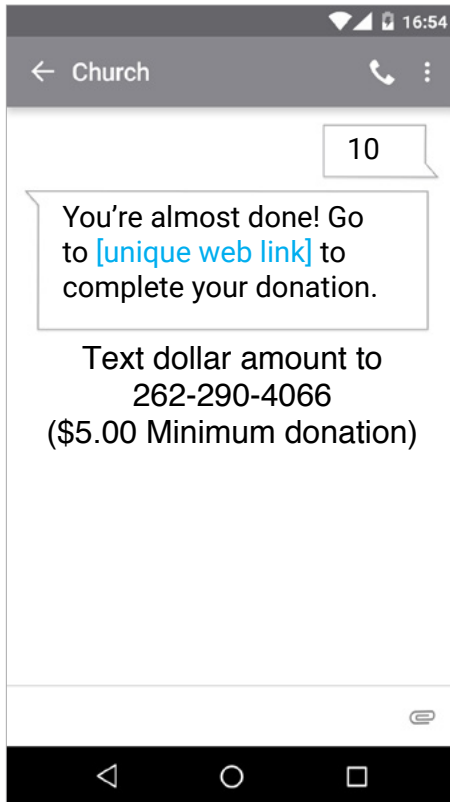 16:54
Church
10
You’re almost done! Go
to [unique web link] to
complete your donation.
Text dollar amount to
262-290-4066
($5.00 Minimum donation)